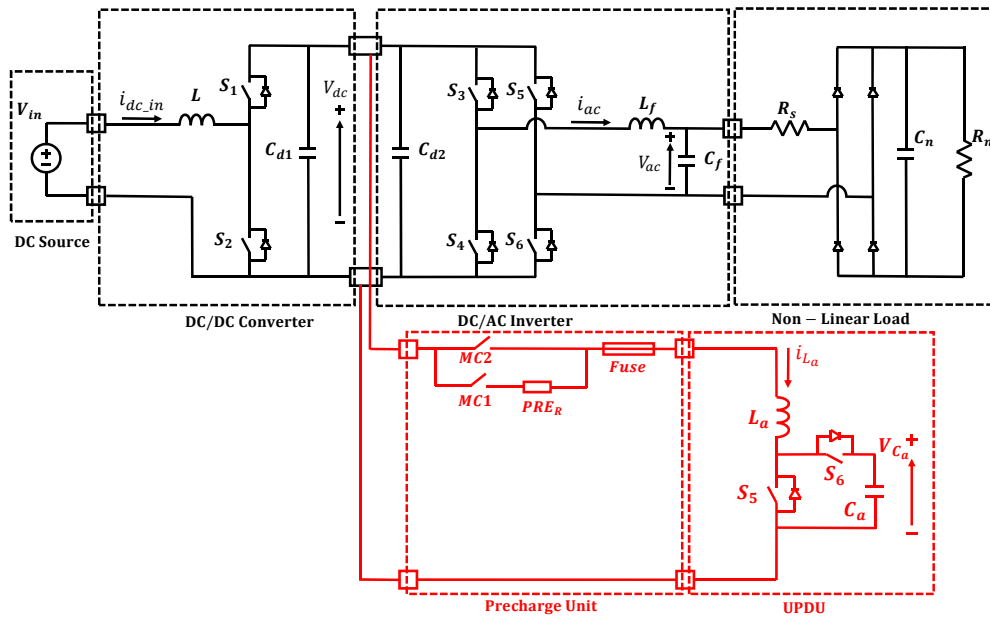 V_in
DC Source
i_dc_in
L
S_1
S_2
C_d1
V_dc
+
−
DC/DC Converter
C_d2
S_3
S_5
S_4
S_6
i_ac
L_f
+
V_ac
−
C_f
DC/AC Inverter
R_s
C_n
R_n
Non − Linear Load
MC2
MC1
PRE_R
Fuse
Precharge Unit
i_L_a
L_a
S_5
S_6
C_a
V_C_a
+
−
UPDU